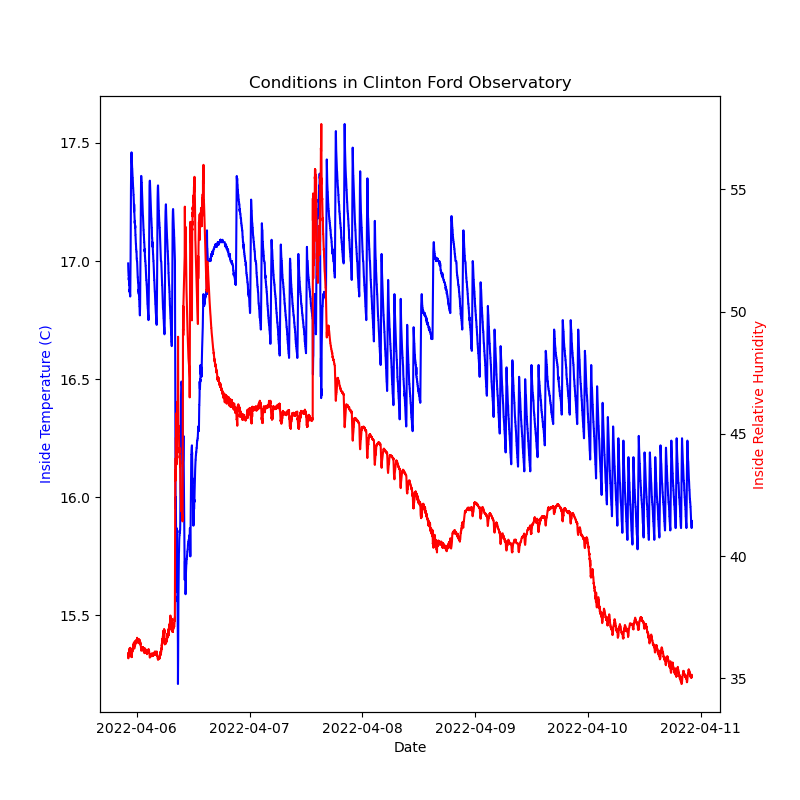 Conditions in Clinton Ford Observatory
Inside Temperature (C)
17.5
17.0
16.5
16.0
15.5
55
50
45
40
35
Inside Relative Humidity
2022-04-06 2022-04-07 2022-04-08 2022-04-09 2022-04-10 2022-04-11
Date